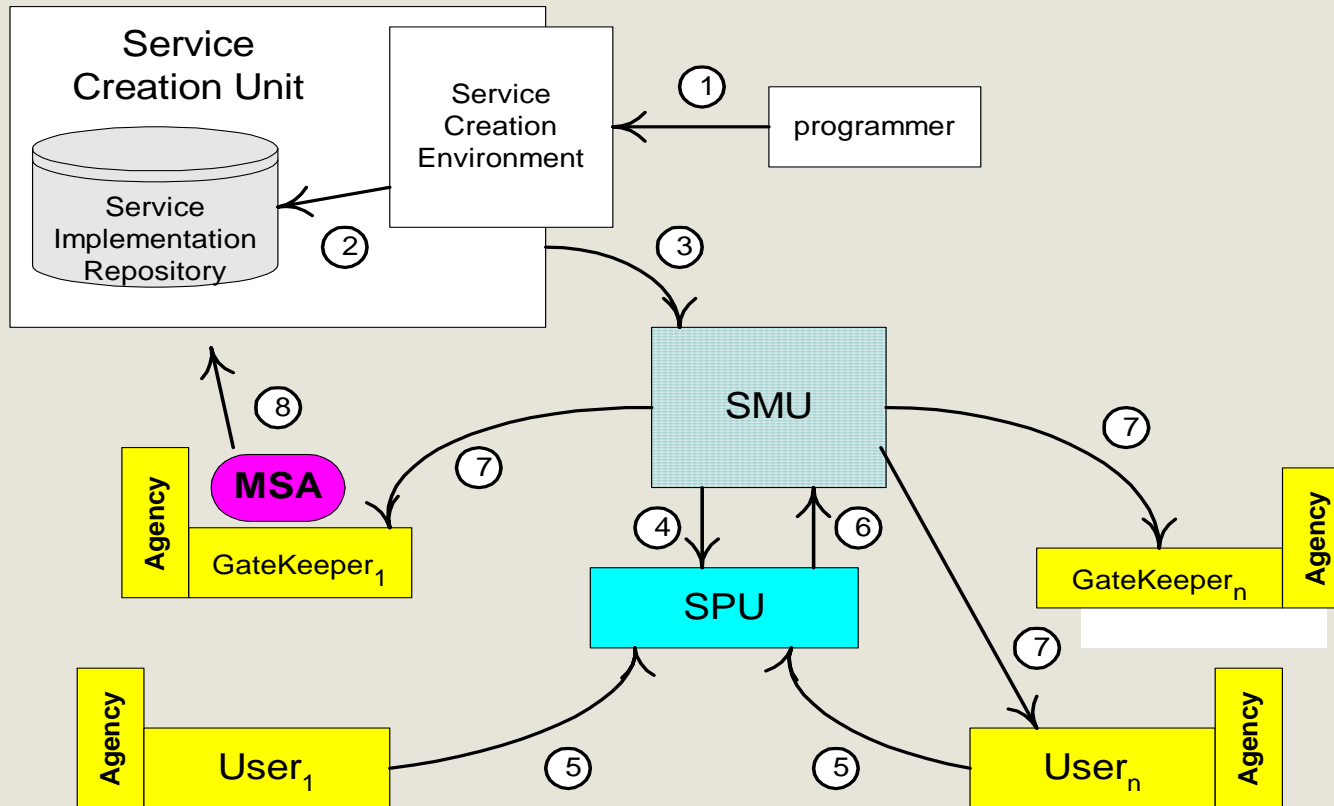 Service
Creation Unit
Service
Creation
Environment
1
programmer
Service
Implementation
Repository
2
3
SMU
8
MSA
Agency
GateKeeper1
7
4
6
7
GateKeepern
Agency
SPU
7
Agency
User1
5
5
Usern
Agency